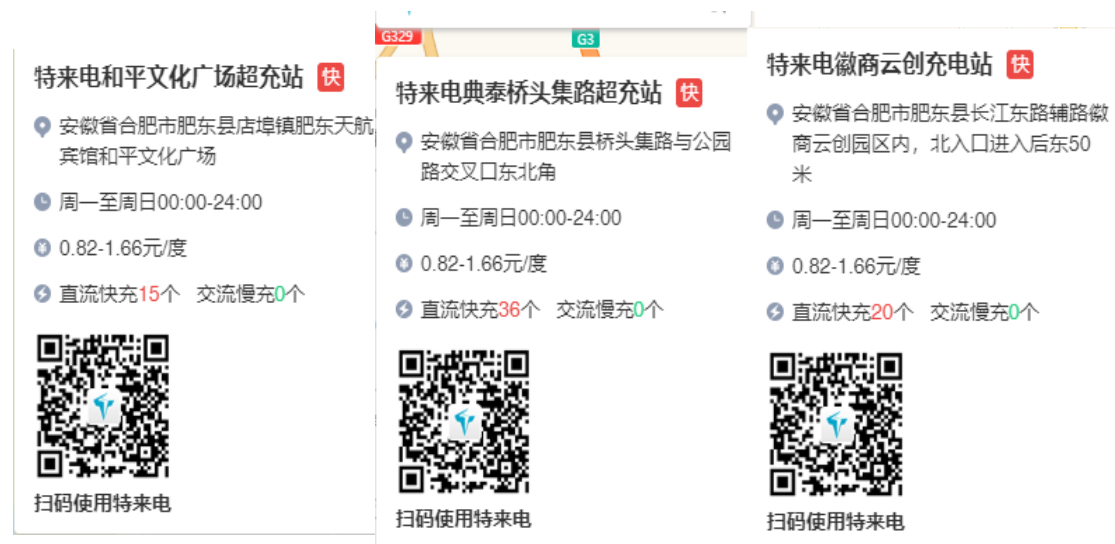 特来电和平文化广场超充站 快
安徽省合肥市肥东县店埠镇肥东天航
宾馆和平文化广场
周一至周日00:00-24:00
0.82-1.66元/度
直流快充15个 交流慢充0个
扫码使用特来电
G329
G3
特来电典泰桥头集路超充站 快
安徽省合肥市肥东县桥头集路与公园
路交叉口东北角
周一至周日00:00-24:00
0.82-1.66元/度
直流快充36个 交流慢充0个
扫码使用特来电
特来电徽商云创充电站 快
安徽省合肥市肥东县长江东路辅路徽
商云创园区内，北入口进入后东50
米
周一至周日00:00-24:00
0.82-1.66元/度
直流快充20个 交流慢充0个
扫码使用特来电